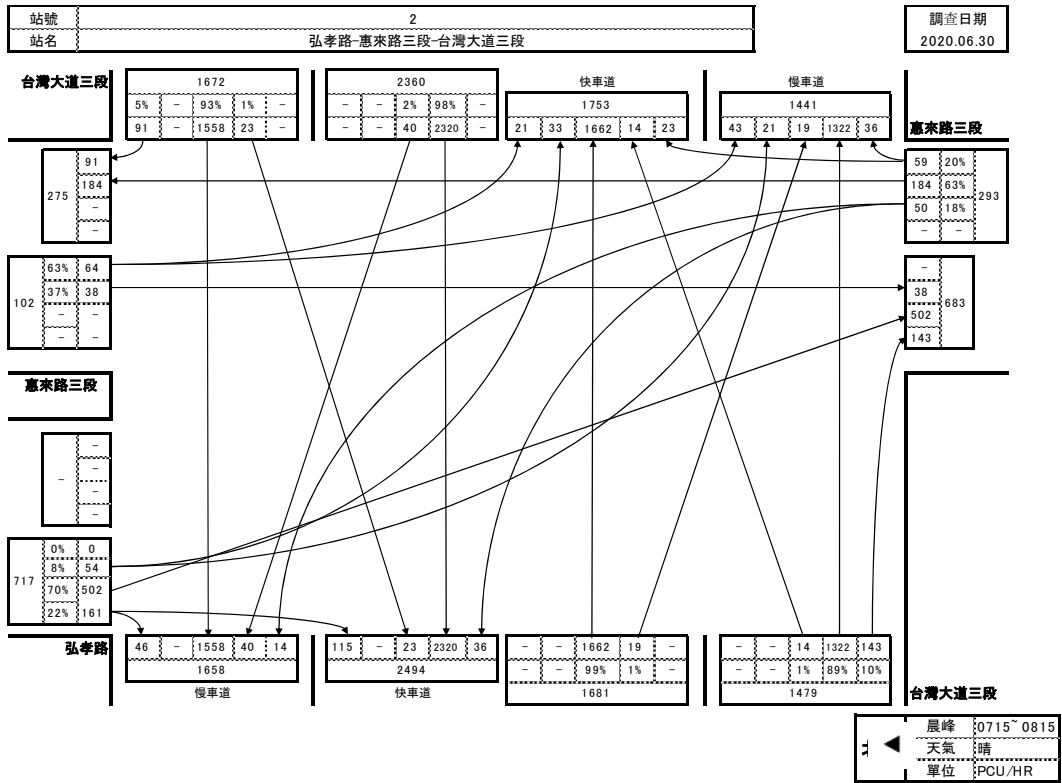 站號 2 調查日期
站名 弘孝路-惠來路三段-台灣大道三段 2020.06.30
台灣大道三段 1672 2360 快車道 慢車道
5% - 93% 1% - - - 2% 98% - 1753 1441
91 - 1558 23 - - - 40 2320 - 21 33 1662 14 23 43 21 19 1322 36 惠來路三段
91 59 20%
275 184 184 63% 293
- 50 18%
- - -
63% 64 -
102 37% 38 38 683
- - 502
- - 143
惠來路三段
-
- -
-
-
0% 0
717 8% 54
70% 502
22% 161
弘孝路 46 - 1558 40 14 115 - 23 2320 36 - - 1662 19 - - - 14 1322 143
1658 2494 - - 99% 1% - - - 1% 89% 10%
慢車道 快車道 1681 1479 台灣大道三段
晨峰 0715~0815
北 天氣 晴
單位 PCU/HR